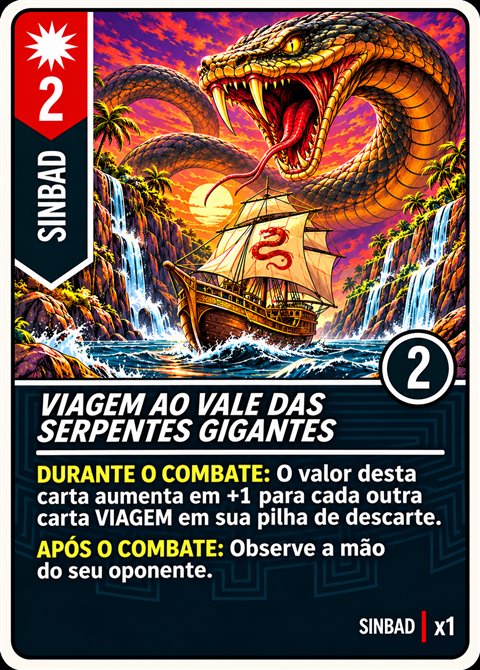 2
SINBAD
2
VIAGEM AO VALE DAS
SERPENTES GIGANTES
DURANTE O COMBATE: O valor desta
carta aumenta em +1 para cada outra
carta VIAGEM em sua pilha de descarte.
APÓS O COMBATE: Observe a mão
do seu oponente.
SINBAD | x1